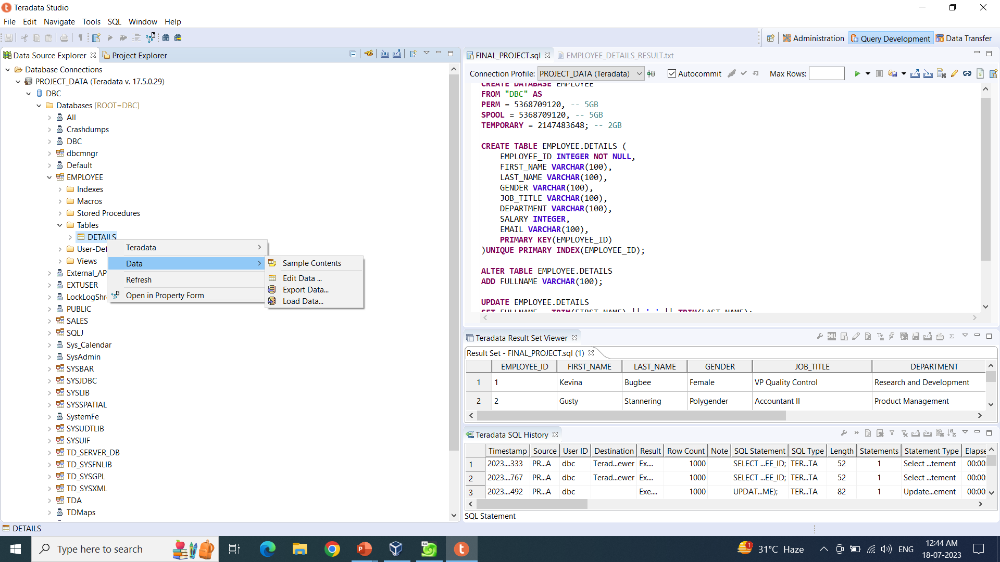 Teradata Studio
File Edit Navigate Tools SQL Window Help
Administration Query Development Data Transfer
Data Source Explorer Project Explorer
Database Connections
PROJECT_DATA (Teradata v. 17.5.0.29)
DBC
Databases [ROOT=DBC]
All
Crashdumps
DBC
dbcmngr
Default
EMPLOYEE
Indexes
Macros
Stored Procedures
Tables
DETAILS
User-Def
Views
External_AP
EXTUSER
LockLogShr
PUBLIC
SALES
SQLJ
Sys_Calendar
SysAdmin
SYSBAR
SYSJDBC
SYSLIB
SYSSPATIAL
SystemFe
SYSUDTLIB
SYSUIF
TD_SERVER_DB
TD_SYSFNLIB
TD_SYSGPL
TD_SYSXML
TDA
TDMaps
Teradata
Data
Refresh
Open in Property Form
Sample Contents
Edit Data ...
Export Data...
Load Data...
FINAL_PROJECT.sql EMPLOYEE_DETAILS_RESULT.txt
Connection Profile: PROJECT_DATA (Teradata) Autocommit Max Rows:
CREATE DATABASE EMPLOYEE
FROM "DBC" AS
PERM = 5368709120, -- 5GB
SPOOL = 5368709120, -- 5GB
TEMPORARY = 2147483648; -- 2GB
CREATE TABLE EMPLOYEE.DETAILS (
EMPLOYEE_ID INTEGER NOT NULL,
FIRST_NAME VARCHAR(100),
LAST_NAME VARCHAR(100),
GENDER VARCHAR(100),
JOB_TITLE VARCHAR(100),
DEPARTMENT VARCHAR(100),
SALARY INTEGER,
EMAIL VARCHAR(100),
PRIMARY KEY(EMPLOYEE_ID)
)UNIQUE PRIMARY INDEX(EMPLOYEE_ID);
ALTER TABLE EMPLOYEE.DETAILS
ADD FULLNAME VARCHAR(100);
UPDATE EMPLOYEE.DETAILS
SET FULLNAME = TRIM(FIRST_NAME) || ' ' || TRIM(LAST_NAME);
Teradata Result Set Viewer
Result Set - FINAL_PROJECT.sql (1)
EMPLOYEE_ID FIRST_NAME LAST_NAME GENDER JOB_TITLE DEPARTMENT
1 1 Kevina Bugbee Female VP Quality Control Research and Development
2 2 Gusty Stannering Polygender Accountant II Product Management
Teradata SQL History
Timestamp Source User ID Destination Result Row Count Note SQL Statement SQL Type Length Statements Statement Type Elapse
1 2023....333 PR...A dbc Terad...ewer Ex.... 1000 SELECT ...EE_ID; TER...TA 52 1 Select ...tement 00:00
2 2023....767 PR...A dbc Terad...ewer Ex.... 1000 SELECT ...EE_ID; TER...TA 52 1 Select ...tement 00:00
3 2023....492 PR...A dbc Exe.... 1000 UPDAT...ME); TER...TA 82 1 Update...ement 00:00
SQL Statement
DETAILS
Type here to search
31°C Haze
ENG
12:44 AM
18-07-2023